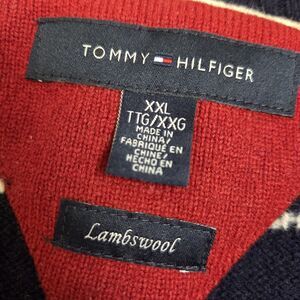 TOMMY HILFIGER
XXL
TTG/XXG
MADE IN
CHINA/
FABRIQUÉ EN
CHINE/
HECHO EN
CHINA
Lambswool